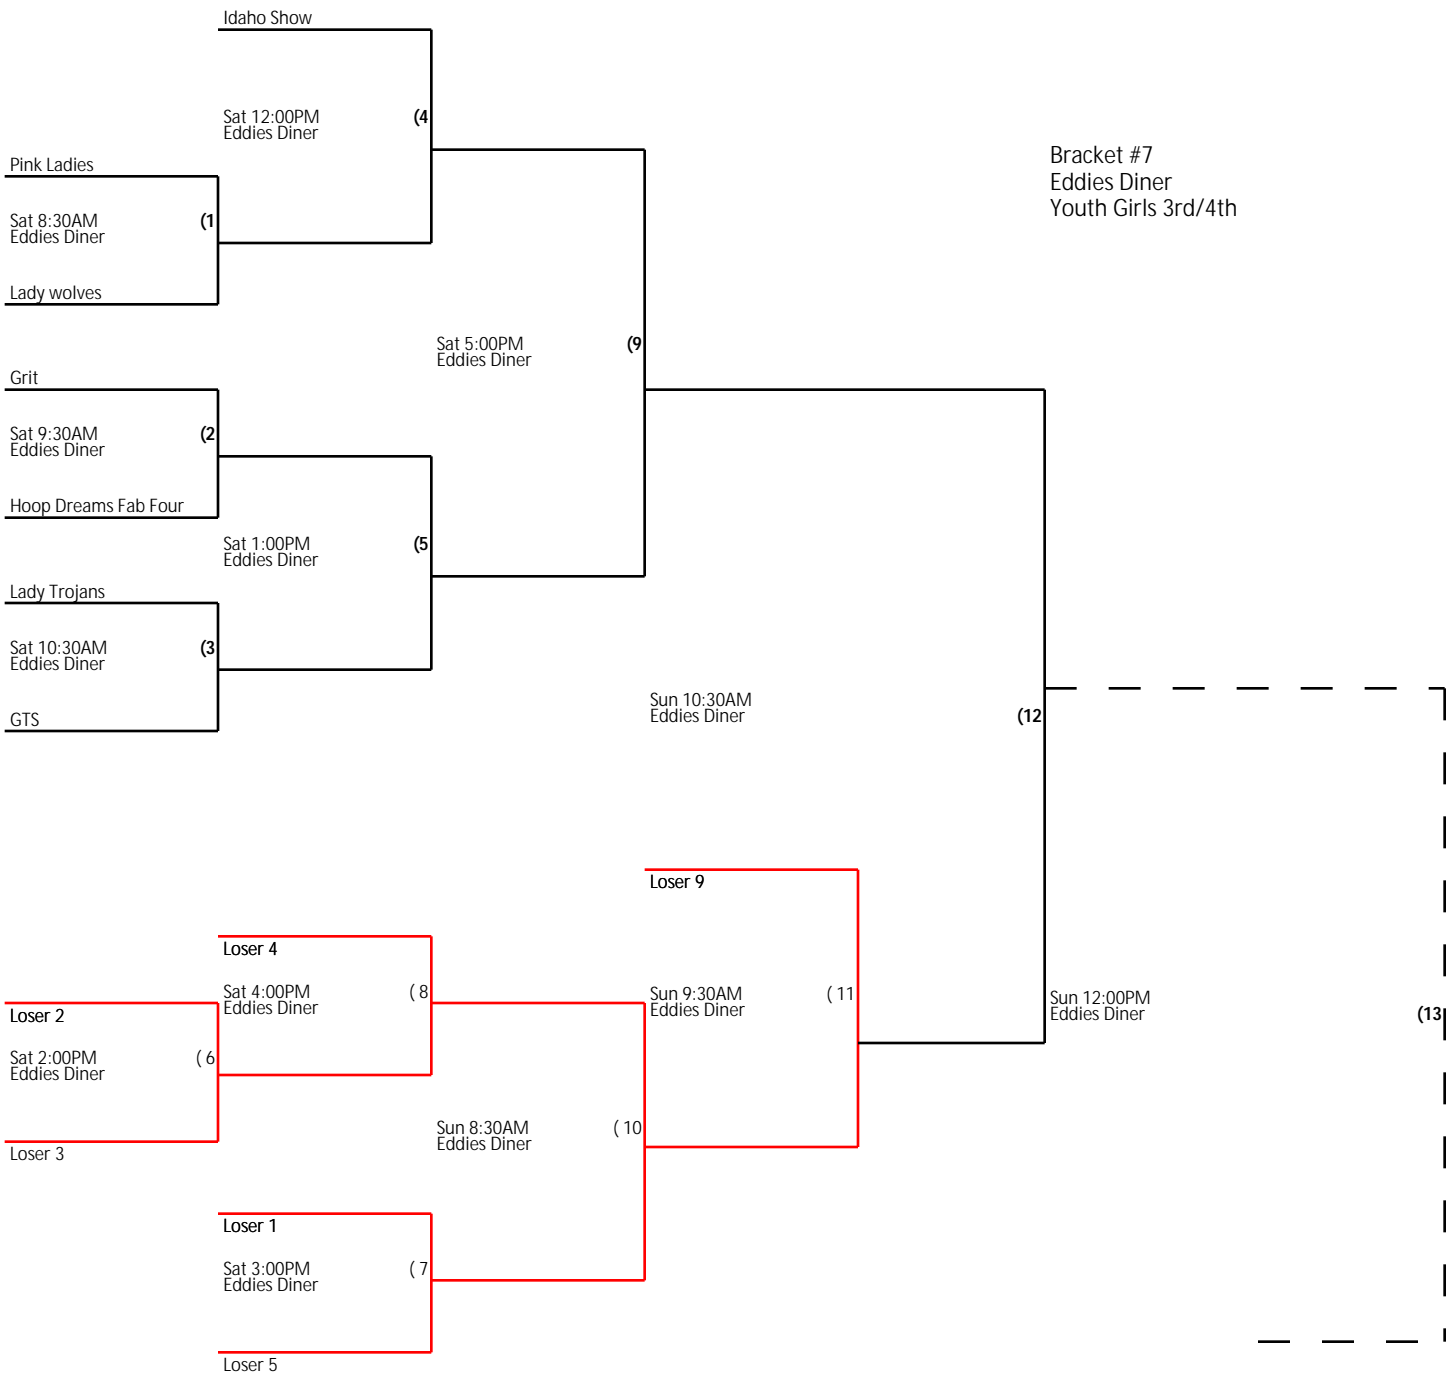 Idaho Show
Sat 12:00PM
Eddies Diner
(4
Pink Ladies
Sat 8:30AM
Eddies Diner
(1
Lady wolves
Bracket #7
Eddies Diner
Youth Girls 3rd/4th
Sat 5:00PM
Eddies Diner
(9
Grit
Sat 9:30AM
Eddies Diner
(2
Hoop Dreams Fab Four
Sat 1:00PM
Eddies Diner
(5
Lady Trojans
Sat 10:30AM
Eddies Diner
(3
GTS
Sun 10:30AM
Eddies Diner
(12
Loser 9
Loser 4
Sat 4:00PM
Eddies Diner
( 8
Sun 9:30AM
Eddies Diner
( 11
Sun 12:00PM
Eddies Diner
(13
Loser 2
Sat 2:00PM
Eddies Diner
( 6
Loser 3
Sun 8:30AM
Eddies Diner
( 10
Loser 1
Sat 3:00PM
Eddies Diner
( 7
Loser 5